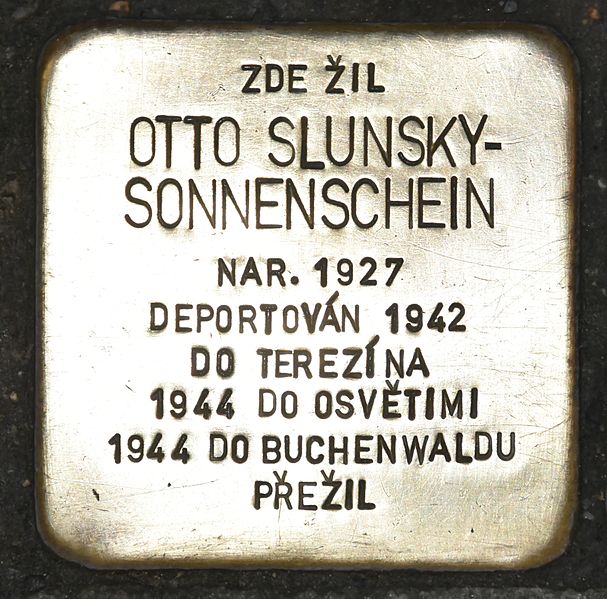 ZDE ŽIL
OTTO SLUNSKY-
SONNENSCHEIN
NAR. 1927
DEPORTOVÁN 1942
DO TEREZÍNA
1944 DO OSVĚTIMI
1944 DO BUCHENWALDU
PŘEŽIL